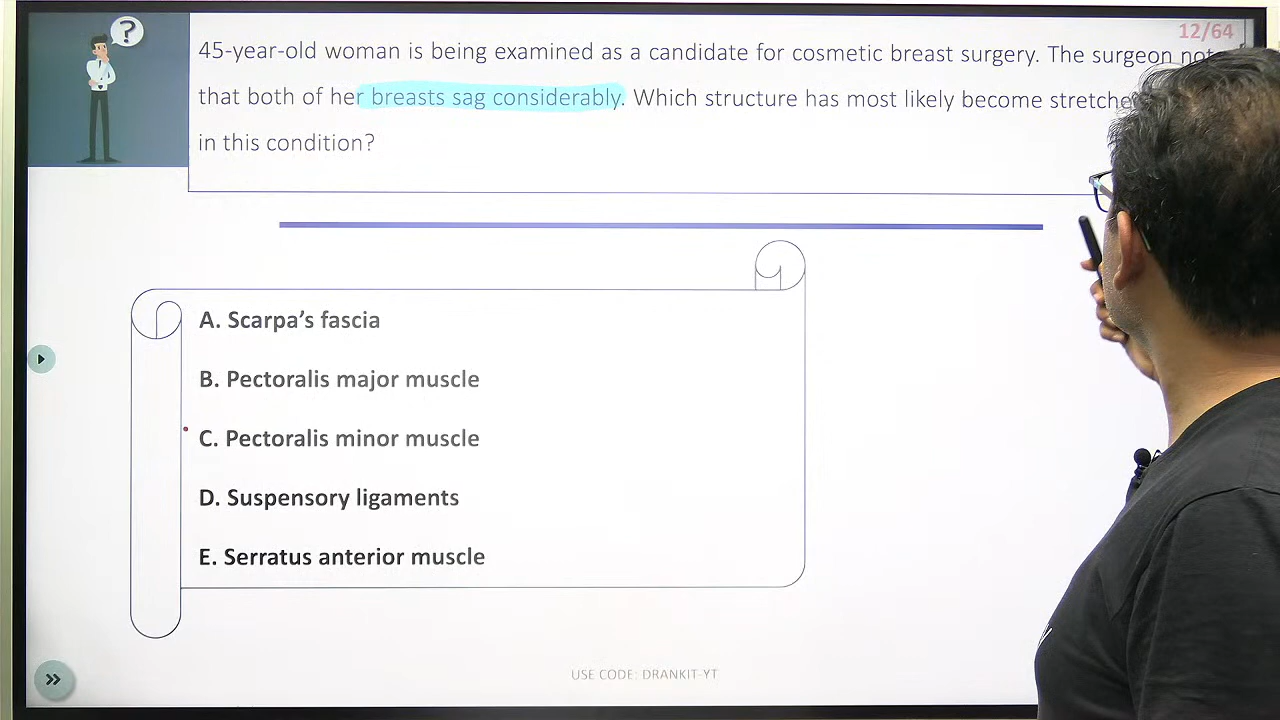 ?
12/64
45-year-old woman is being examined as a candidate for cosmetic breast surgery. The surgeon
that both of her breasts sag considerably. Which structure has most likely become
in this condition?
A. Scarpa's fascia
B. Pectoralis major muscle
C. Pectoralis minor muscle
D. Suspensory ligaments
E. Serratus anterior muscle
USE CODE: DRANKIT-YT